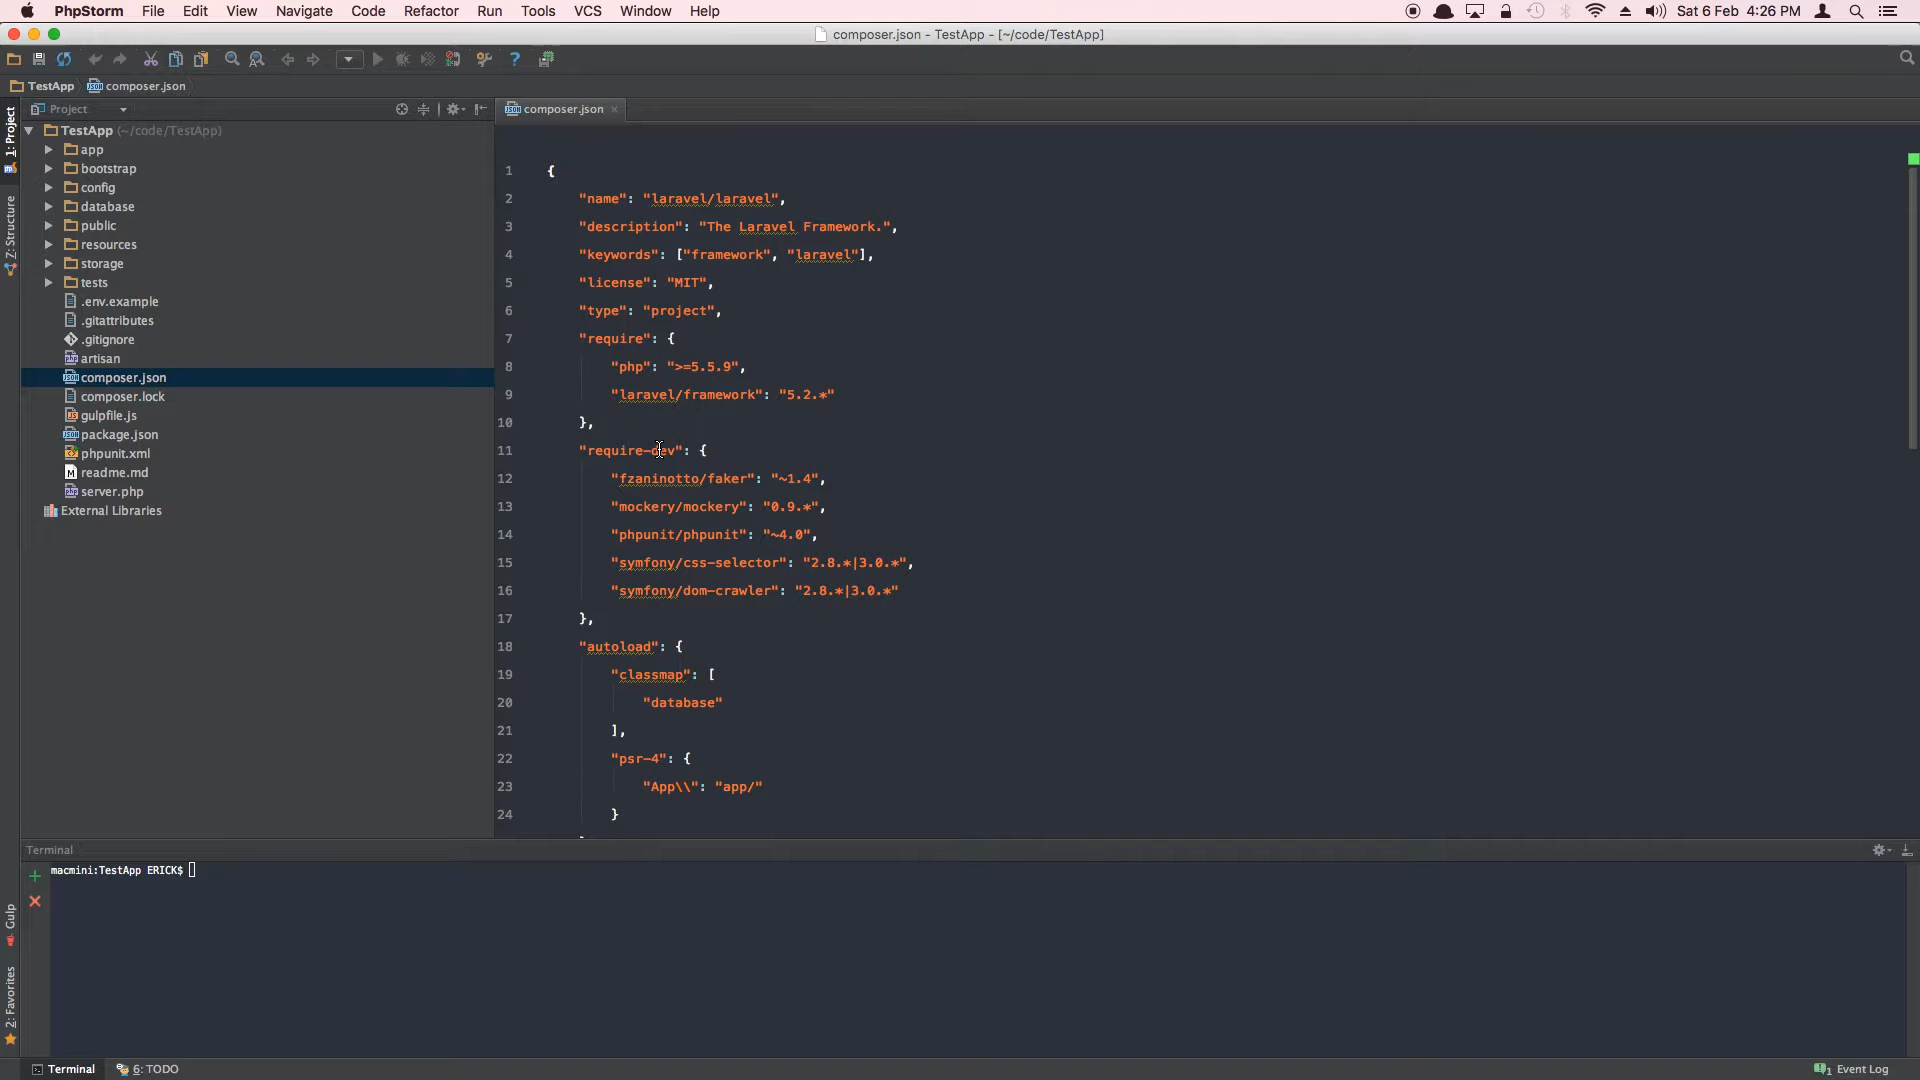 PhpStorm File Edit View Navigate Code Refactor Run Tools VCS Window Help Sat 6 Feb 4:26 PM
composer.json - TestApp - [~/code/TestApp]
TestApp composer.json
Project
composer.json
1: Project
Z: Structure
Gulp
2: Favorites
TestApp (~/code/TestApp)
app
bootstrap
config
database
public
resources
storage
tests
.env.example
.gitattributes
.gitignore
artisan
composer.json
composer.lock
gulpfile.js
package.json
phpunit.xml
readme.md
server.php
External Libraries
1 {
2 "name": "laravel/laravel",
3 "description": "The Laravel Framework.",
4 "keywords": ["framework", "laravel"],
5 "license": "MIT",
6 "type": "project",
7 "require": {
8 "php": ">=5.5.9",
9 "laravel/framework": "5.2.*"
10 },
11 "require-dev": {
12 "fzaninotto/faker": "~1.4",
13 "mockery/mockery": "0.9.*",
14 "phpunit/phpunit": "~4.0",
15 "symfony/css-selector": "2.8.*|3.0.*",
16 "symfony/dom-crawler": "2.8.*|3.0.*"
17 },
18 "autoload": {
19 "classmap": [
20 "database"
21 ],
22 "psr-4": {
23 "App\\": "app/"
24 }
Terminal
macmini:TestApp ERICK$
Terminal 6: TODO 1 Event Log